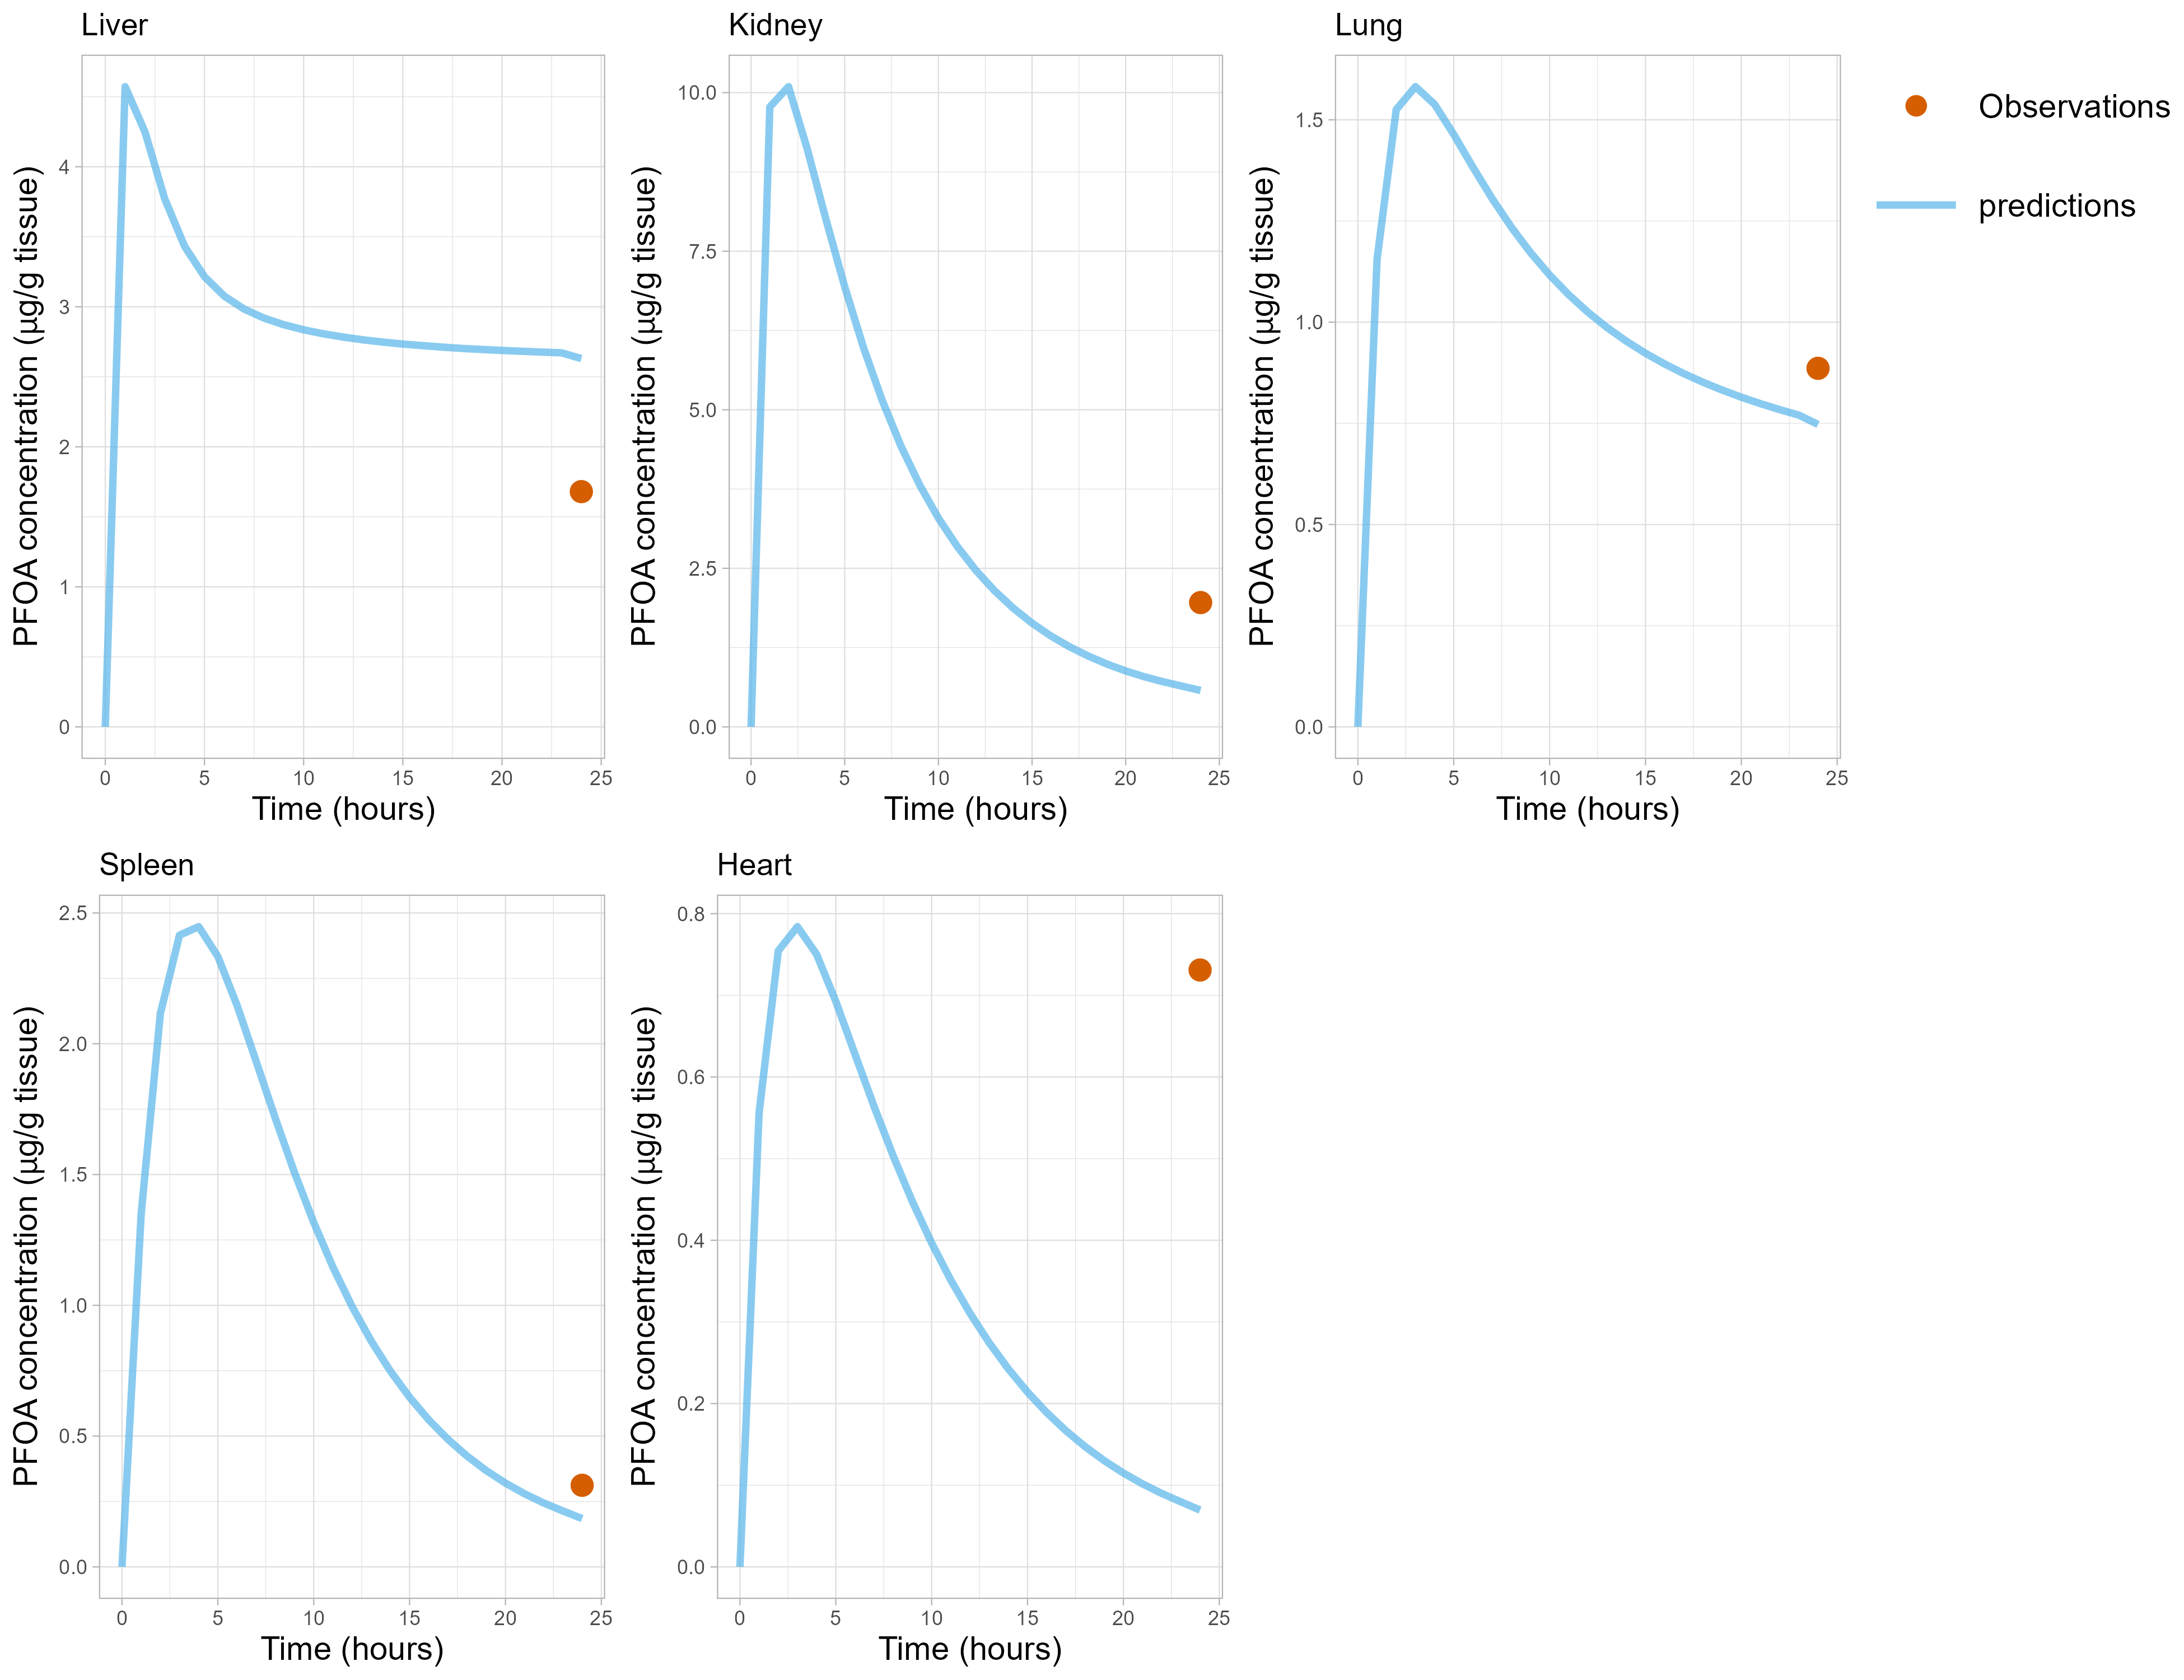 Liver
Kidney
Lung
PFOA concentration (µg/g tissue)
4
3
2
1
0
0 5 10 15 20 25
Time (hours)
PFOA concentration (µg/g tissue)
10.0
7.5
5.0
2.5
0.0
0 5 10 15 20 25
Time (hours)
PFOA concentration (µg/g tissue)
1.5
1.0
0.5
0.0
0 5 10 15 20 25
Time (hours)
Observations
predictions
Spleen
Heart
PFOA concentration (µg/g tissue)
2.5
2.0
1.5
1.0
0.5
0.0
0 5 10 15 20 25
Time (hours)
PFOA concentration (µg/g tissue)
0.8
0.6
0.4
0.2
0.0
0 5 10 15 20 25
Time (hours)